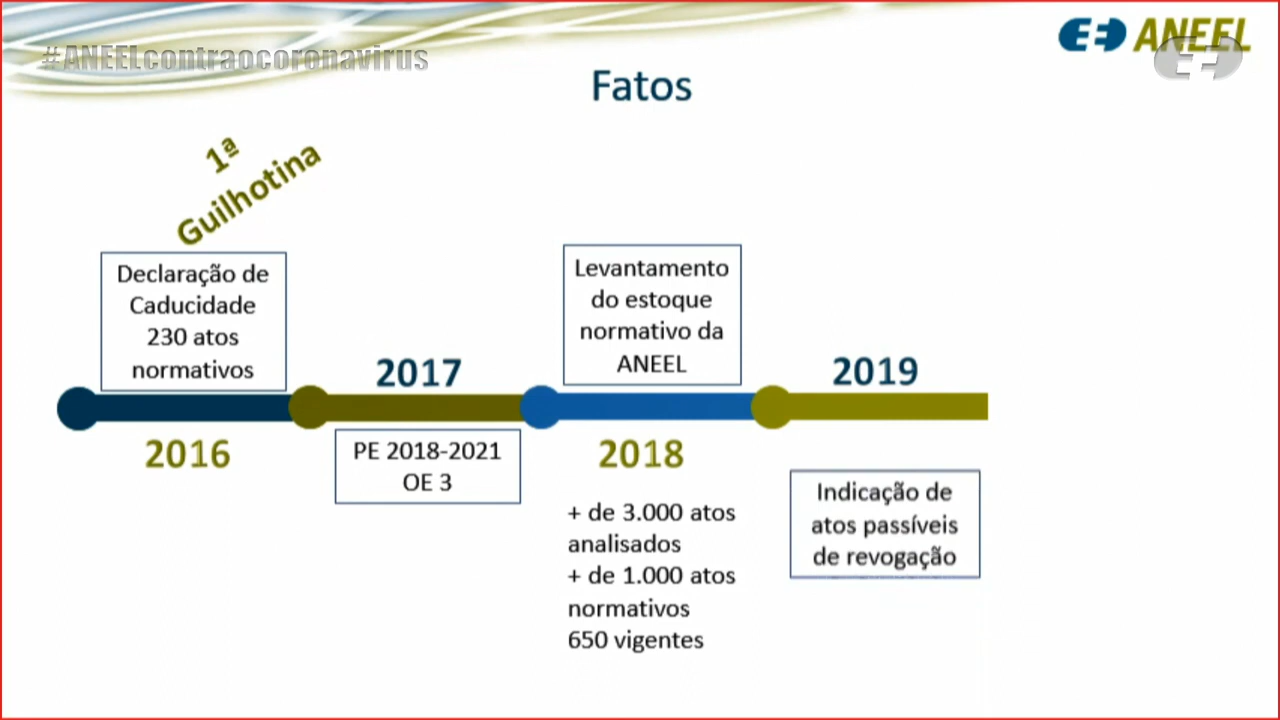 #ANEELcontraocoronavirus
ANEEL
Fatos
1ª
Guilhotina
Declaração de
Caducidade
230 atos
normativos
2016
2017
PE 2018-2021
OE 3
Levantamento
do estoque
normativo da
ANEEL
2018
+ de 3.000 atos
analisados
+ de 1.000 atos
normativos
650 vigentes
2019
Indicação de
atos passíveis
de revogação